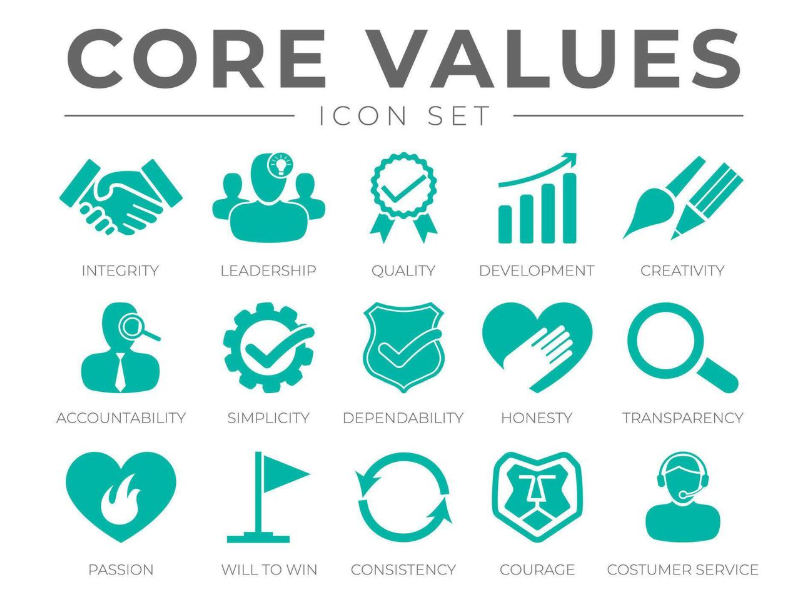 CORE VALUES
ICON SET
INTEGRITY
LEADERSHIP
QUALITY
DEVELOPMENT
CREATIVITY
ACCOUNTABILITY
SIMPLICITY
DEPENDABILITY
HONESTY
TRANSPARENCY
PASSION
WILL TO WIN
CONSISTENCY
COURAGE
COSTUMER SERVICE